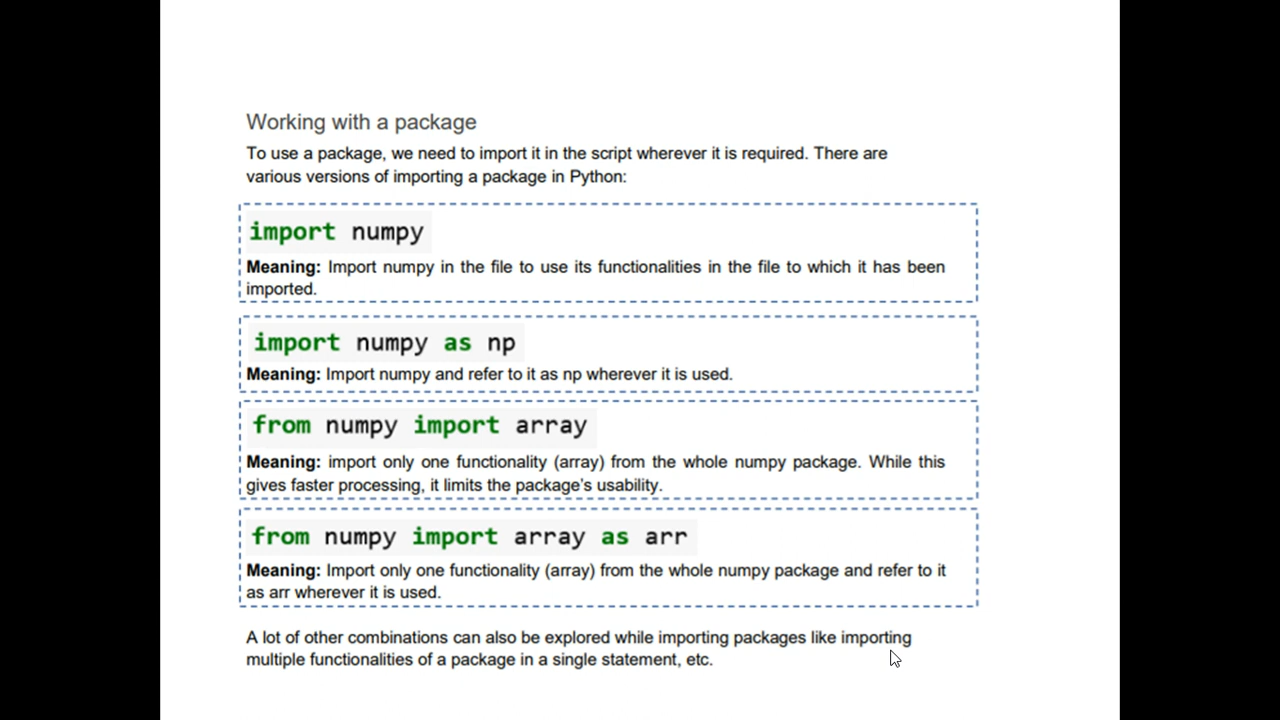 Working with a package
To use a package, we need to import it in the script wherever it is required. There are
various versions of importing a package in Python:
import numpy
Meaning: Import numpy in the file to use its functionalities in the file to which it has been
imported.
import numpy as np
Meaning: Import numpy and refer to it as np wherever it is used.
from numpy import array
Meaning: import only one functionality (array) from the whole numpy package. While this
gives faster processing, it limits the package's usability.
from numpy import array as arr
Meaning: Import only one functionality (array) from the whole numpy package and refer to it
as arr wherever it is used.
A lot of other combinations can also be explored while importing packages like importing
multiple functionalities of a package in a single statement, etc.